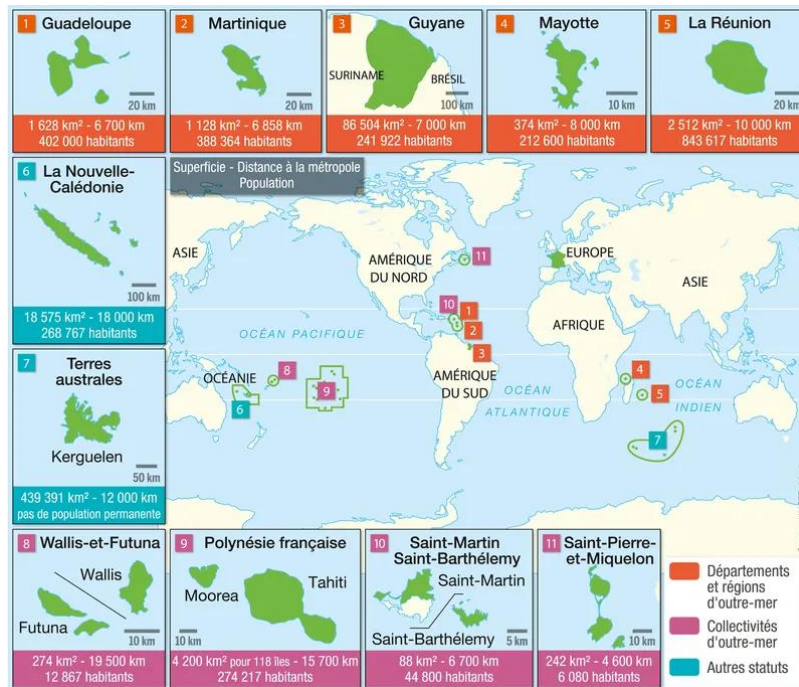 1 Guadeloupe
20 km
1 628 km² - 6 700 km
402 000 habitants
2 Martinique
20 km
1 128 km² - 6 858 km
388 364 habitants
3 Guyane
SURINAME
BRÉSIL
100 km
86 504 km² - 7 000 km
241 922 habitants
4 Mayotte
10 km
374 km² - 8 000 km
212 600 habitants
5 La Réunion
20 km
2 512 km² - 10 000 km
843 617 habitants
6 La Nouvelle-
Calédonie
100 km
18 575 km² - 18 000 km
268 767 habitants
7 Terres
australes
Kerguelen
50 km
439 391 km² - 12 000 km
pas de population permanente
Superficie - Distance à la métropole
Population
ASIE
AMÉRIQUE
DU NORD
11
EUROPE
ASIE
10
1
2
3
OCÉAN PACIFIQUE
AFRIQUE
OCÉANIE
8
9
6
AMÉRIQUE
DU SUD
OCÉAN
ATLANTIQUE
4
5
OCÉAN
INDIEN
7
8 Wallis-et-Futuna
Wallis
Futuna
10 km
274 km² - 19 500 km
12 867 habitants
9 Polynésie française
Moorea
Tahiti
10 km
4 200 km² pour 118 îles - 15 700 km
274 217 habitants
10 Saint-Martin
Saint-Barthélemy
Saint-Martin
Saint-Barthélemy
5 km
88 km² - 6 700 km
44 800 habitants
11 Saint-Pierre-
et-Miquelon
10 km
242 km² - 4 600 km
6 080 habitants
Départements
et régions
d'outre-mer
Collectivités
d'outre-mer
Autres statuts